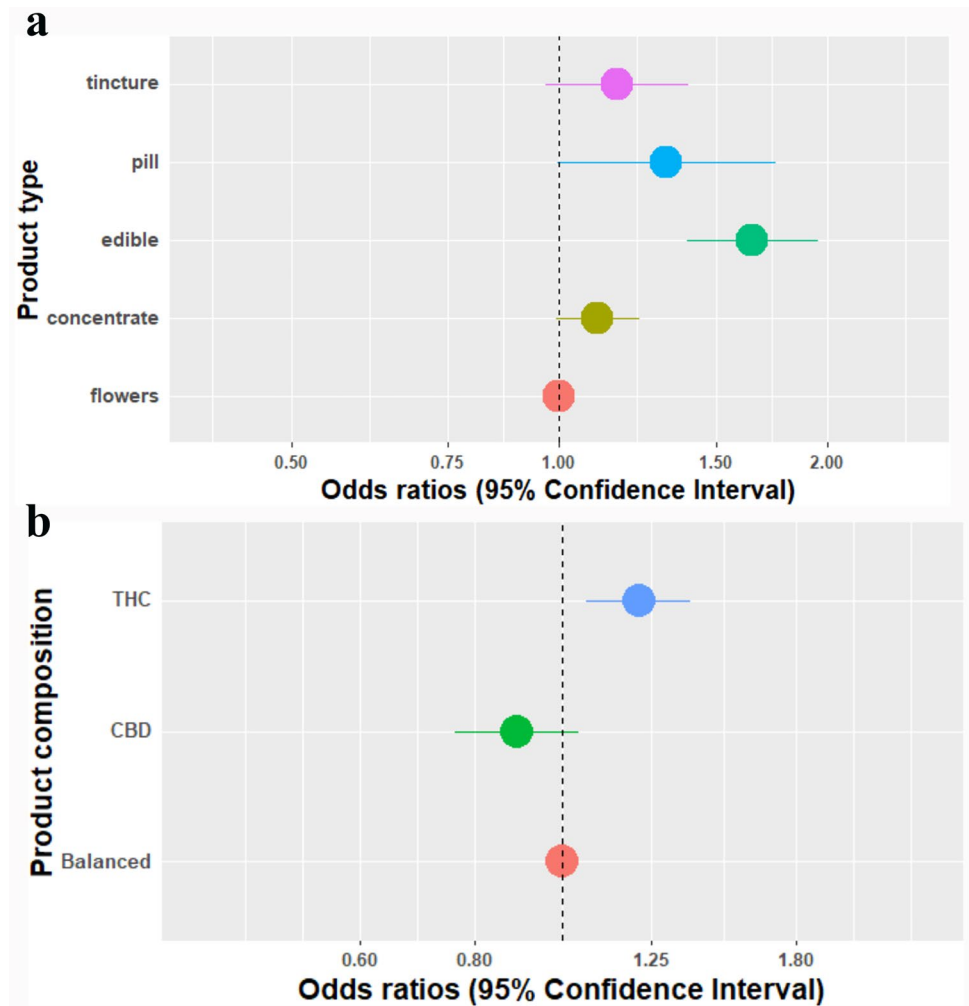 a
Product type
tincture
pill
edible
concentrate
flowers
0.50 0.75 1.00 1.50 2.00
Odds ratios (95% Confidence Interval)
b
Product composition
THC
CBD
Balanced
0.60 0.80 1.25 1.80
Odds ratios (95% Confidence Interval)